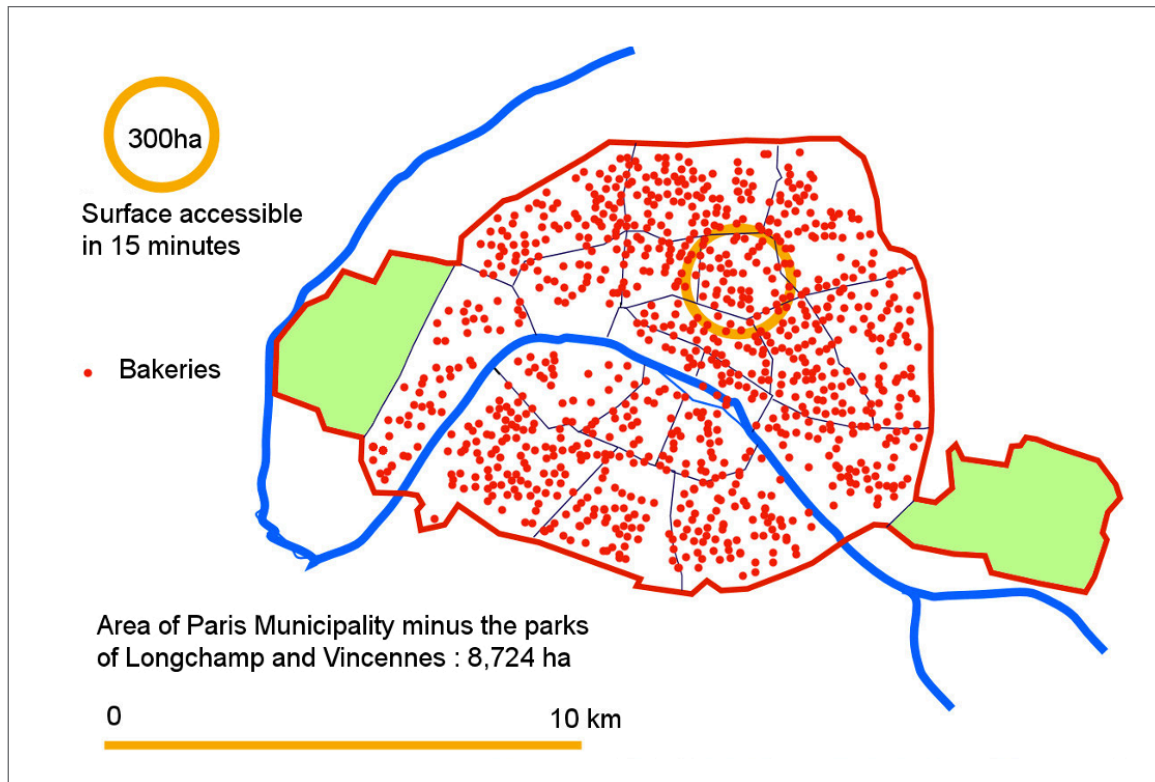 300ha
Surface accessible
in 15 minutes
Bakeries
Area of Paris Municipality minus the parks
of Longchamp and Vincennes : 8,724 ha
0
10 km